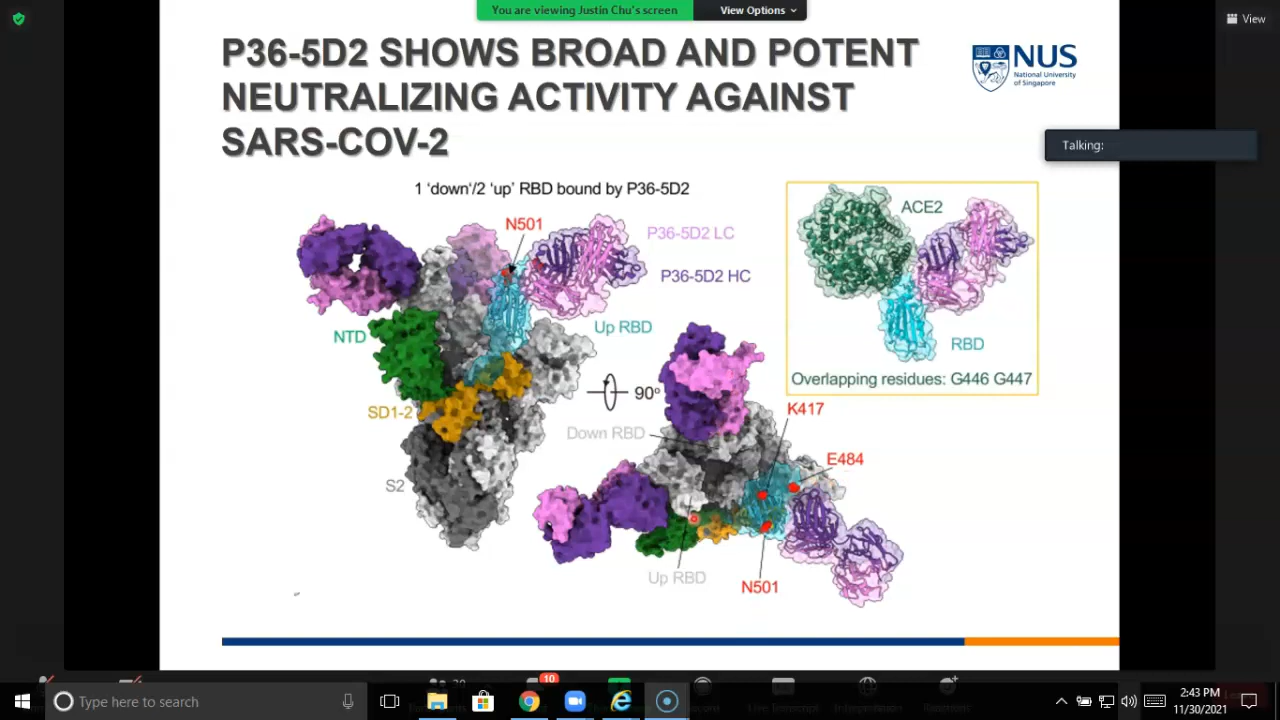 You are viewing Justin Chu's screen
View Options
View
P36-5D2 SHOWS BROAD AND POTENT
NEUTRALIZING ACTIVITY AGAINST
SARS-COV-2
NUS
National University
of Singapore
Talking:
1 'down'/2 'up' RBD bound by P36-5D2
N501
P36-5D2 LC
P36-5D2 HC
NTD
Up RBD
SD1-2
S2
90°
Down RBD
ACE2
RBD
Overlapping residues: G446 G447
K417
E484
Up RBD
N501
10
Type here to search
2:43 PM
11/30/2021